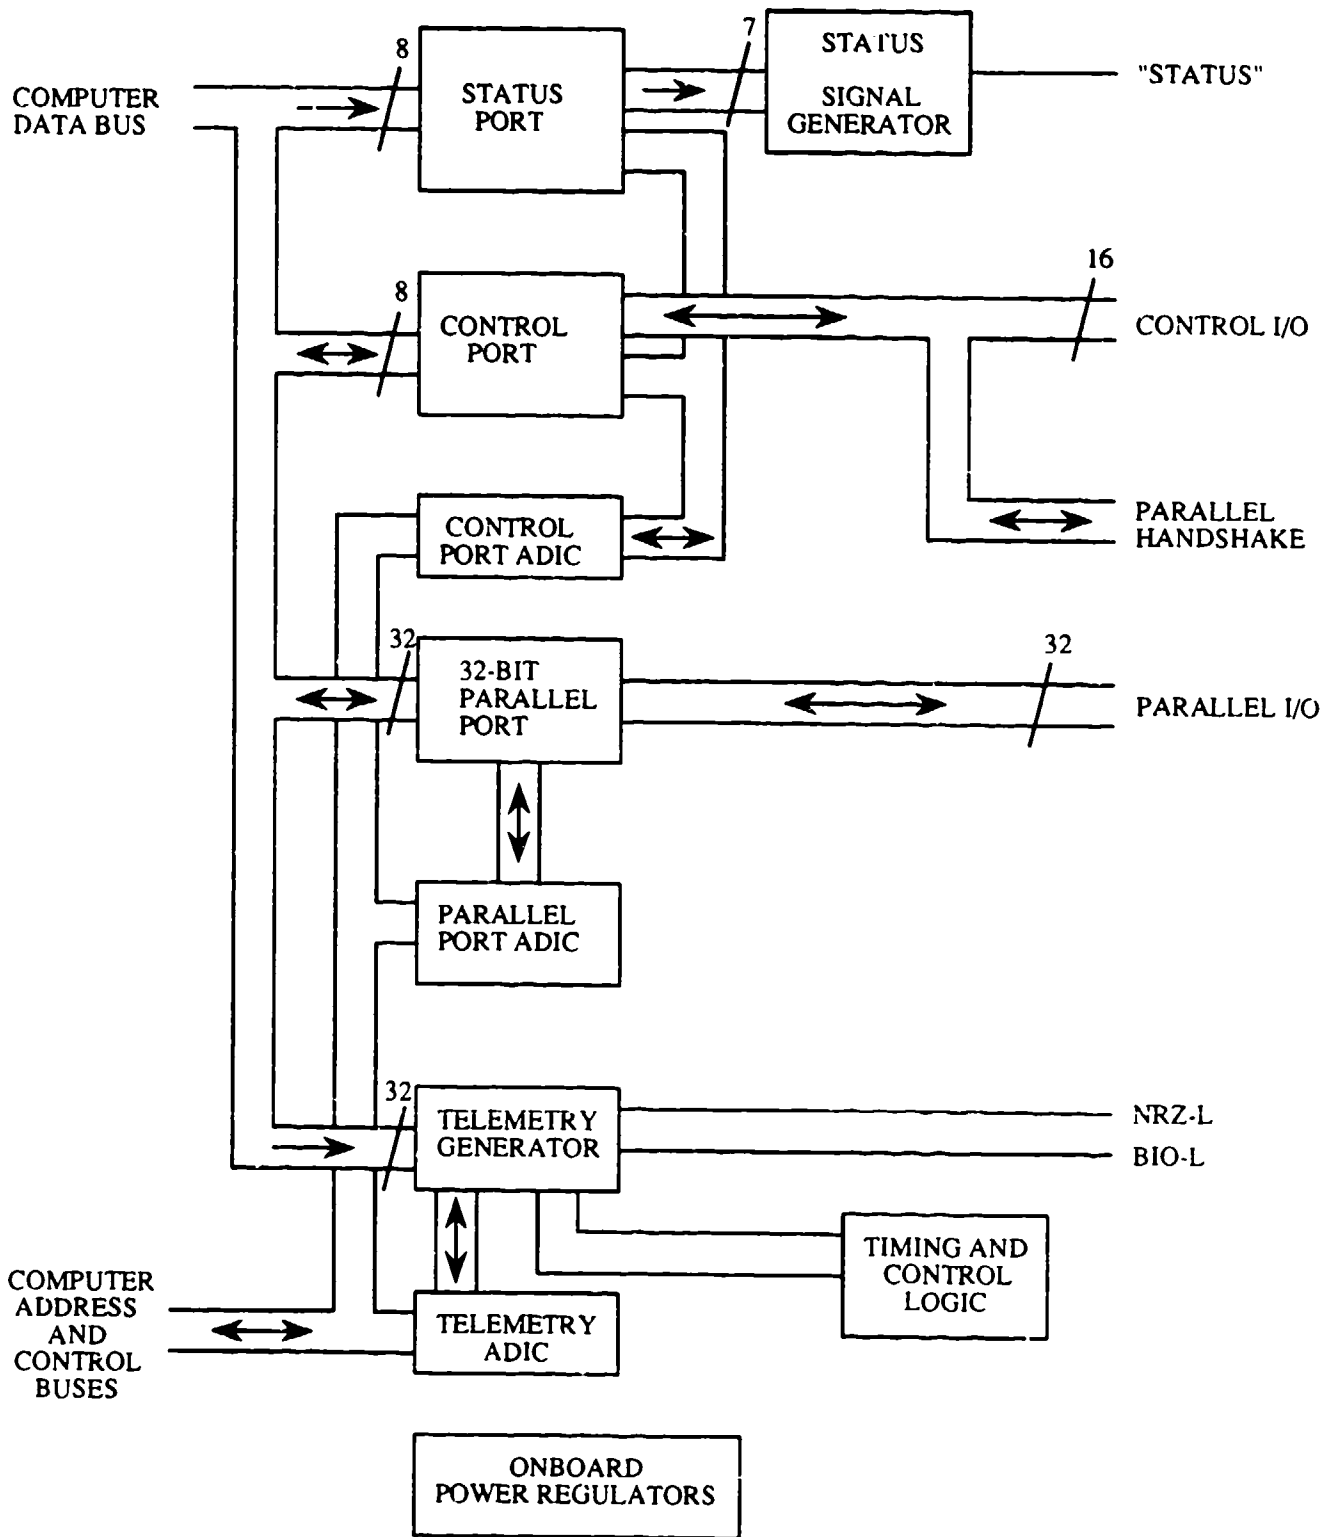 8
7
STATUS
SIGNAL
GENERATOR
"STATUS"
COMPUTER
DATA BUS
STATUS
PORT
8
CONTROL
PORT
16
CONTROL I/O
CONTROL
PORT ADIC
PARALLEL
HANDSHAKE
32
32-BIT
PARALLEL
PORT
32
PARALLEL I/O
PARALLEL
PORT ADIC
32
TELEMETRY
GENERATOR
NRZ-L
BIO-L
TIMING AND
CONTROL
LOGIC
COMPUTER
ADDRESS
AND
CONTROL
BUSES
TELEMETRY
ADIC
ONBOARD
POWER REGULATORS